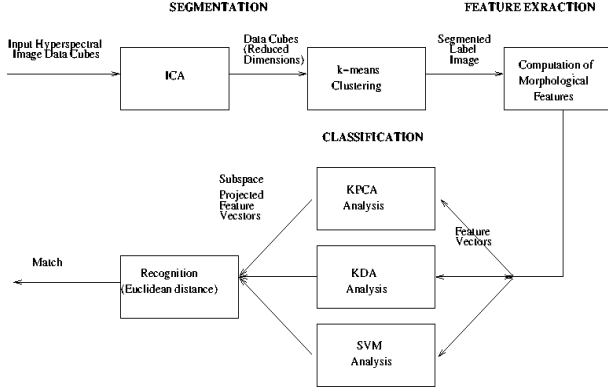 SEGMENTATION
FEATURE EXRACTION
Input Hyperspectral
Image Data Cubes
ICA
Data Cubes
(Reduced
Dimensions)
k-means
Clustering
Segmented
Label
Image
Computation of
Morphological
Features
CLASSIFICATION
Subspace
Projected
Feature
Vecstors
KPCA
Analysis
Feature
Vectors
KDA
Analysis
SVM
Analysis
Recognition
(Euclidean distance)
Match